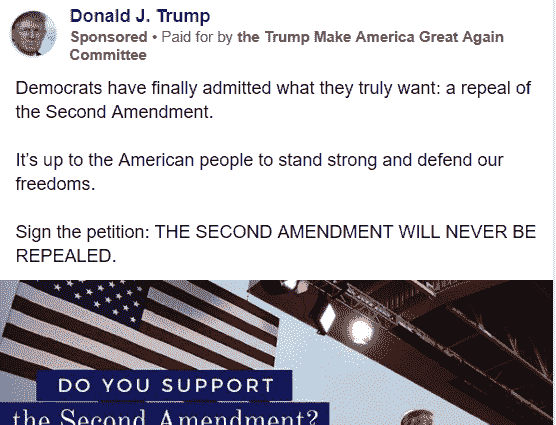 Donald J. Trump
Sponsored • Paid for by the Trump Make America Great Again
Committee
Democrats have finally admitted what they truly want: a repeal of
the Second Amendment.
It's up to the American people to stand strong and defend our
freedoms.
Sign the petition: THE SECOND AMENDMENT WILL NEVER BE
REPEALED.
DO YOU SUPPORT
the Second Amendment?